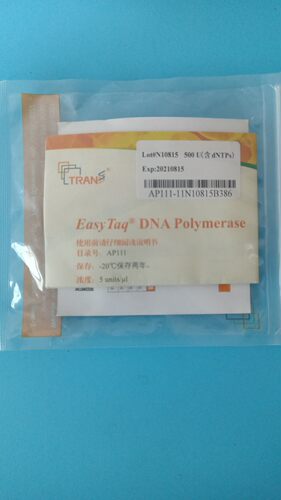 Lot#N10815 500 U(含dNTPs)
Exp:20210815
TRANS
AP111-11N10815B386
EasyTaq® DNA Polymerase
使用前请仔细阅读说明书
目录号: AP111
保存: -20℃保存两年。
浓度: 5 units/μl